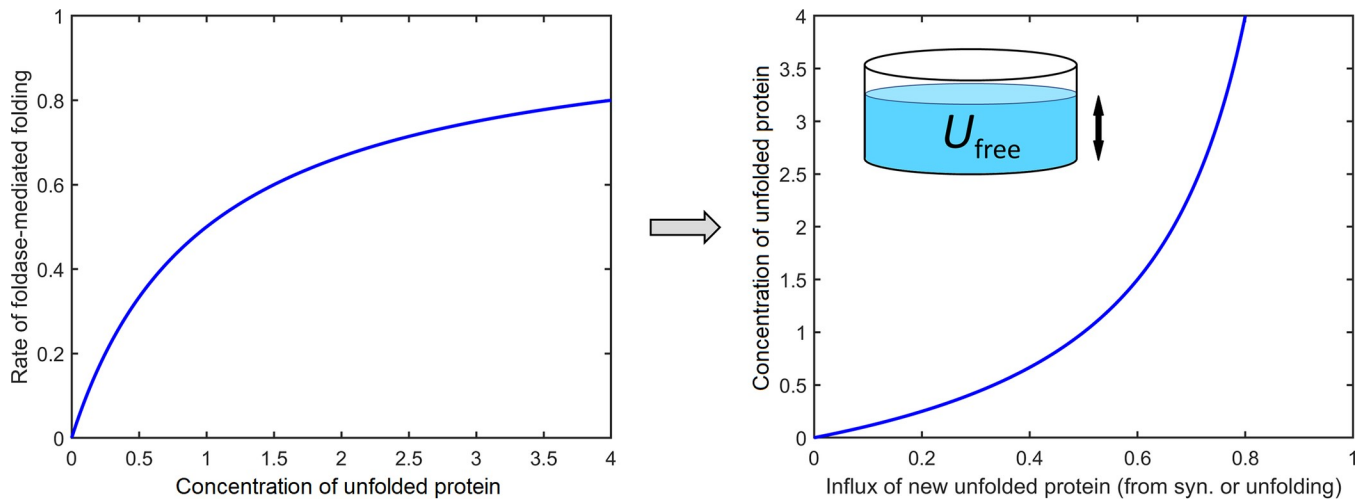 Rate of foldase-mediated folding
1
0.8
0.6
0.4
0.2
0
0 0.5 1 1.5 2 2.5 3 3.5 4
Concentration of unfolded protein
Concentration of unfolded protein
4
3.5
3
2.5
2
1.5
1
0.5
0
U free
0 0.2 0.4 0.6 0.8 1
Influx of new unfolded protein (from syn. or unfolding)